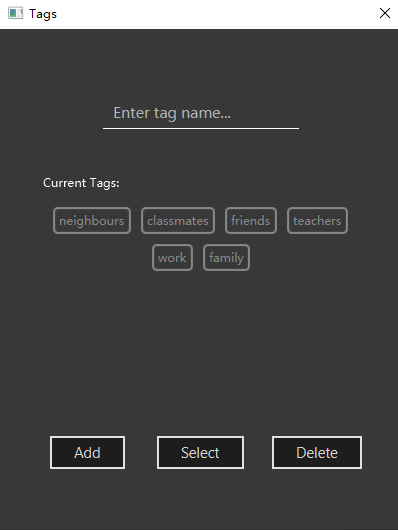 Tags
Enter tag name...
Current Tags:
neighbours classmates friends teachers
work family
Add Select Delete